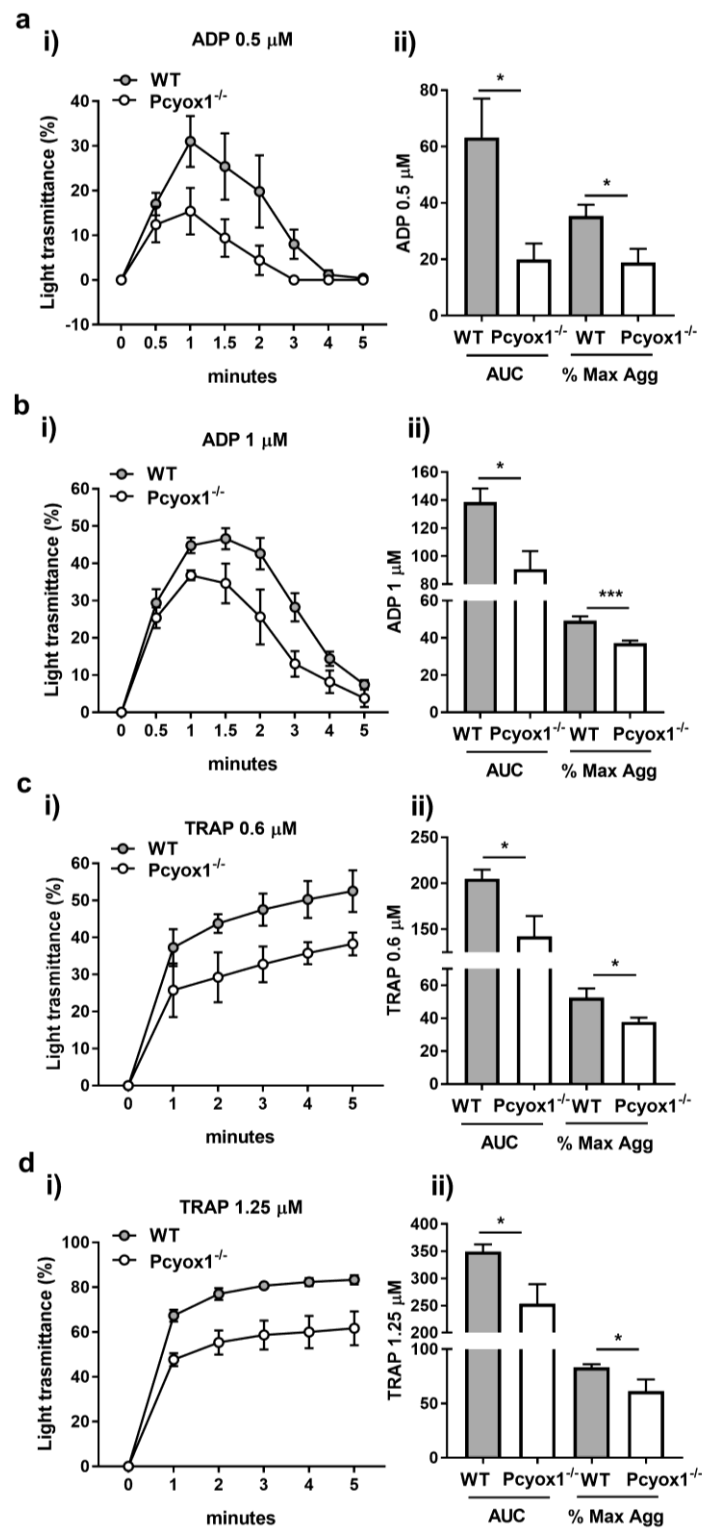 a
i)
ADP 0.5 μM
WT
Pcyox1-/-
Light trasmittance (%)
40
30
20
10
0
-10
0 0.5 1 1.5 2 3 4 5
minutes
ii)
*
*
ADP 0.5 μM
80
60
40
20
0
WT Pcyox1-/- WT Pcyox1-/-
AUC % Max Agg
b
i)
ADP 1 μM
WT
Pcyox1-/-
Light trasmittance (%)
60
50
40
30
20
10
0
0 0.5 1 1.5 2 3 4 5
minutes
ii)
*
***
ADP 1 μM
160
140
120
100
80
60
40
20
0
WT Pcyox1-/- WT Pcyox1-/-
AUC % Max Agg
c
i)
TRAP 0.6 μM
WT
Pcyox1-/-
Light trasmittance (%)
60
50
40
30
20
10
0
0 1 2 3 4 5
minutes
ii)
*
*
TRAP 0.6 μM
250
200
150
60
40
20
0
WT Pcyox1-/- WT Pcyox1-/-
AUC % Max Agg
d
i)
TRAP 1.25 μM
WT
Pcyox1-/-
Light trasmittance (%)
100
80
60
40
20
0
0 1 2 3 4 5
minutes
ii)
*
*
TRAP 1.25 μM
400
350
300
250
200
100
50
0
WT Pcyox1-/- WT Pcyox1-/-
AUC % Max Agg